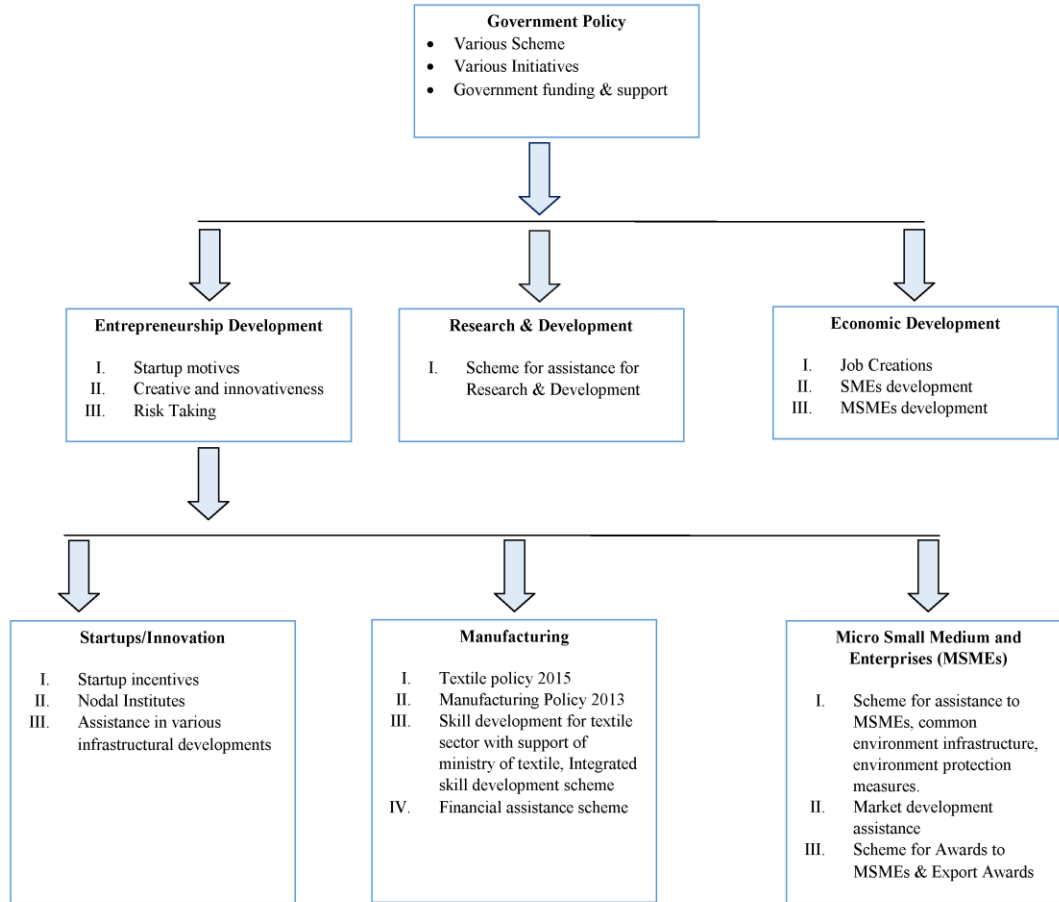 Government Policy
• Various Scheme
• Various Initiatives
• Government funding & support
Entrepreneurship Development
I. Startup motives
II. Creative and innovativeness
III. Risk Taking
Research & Development
I. Scheme for assistance for
Research & Development
Economic Development
I. Job Creations
II. SMEs development
III. MSMEs development
Startups/Innovation
I. Startup incentives
II. Nodal Institutes
III. Assistance in various
infrastructural developments
Manufacturing
I. Textile policy 2015
II. Manufacturing Policy 2013
III. Skill development for textile
sector with support of
ministry of textile, Integrated
skill development scheme
IV. Financial assistance scheme
Micro Small Medium and
Enterprises (MSMEs)
I. Scheme for assistance to
MSMEs, common
environment infrastructure,
environment protection
measures.
II. Market development
assistance
III. Scheme for Awards to
MSMEs & Export Awards